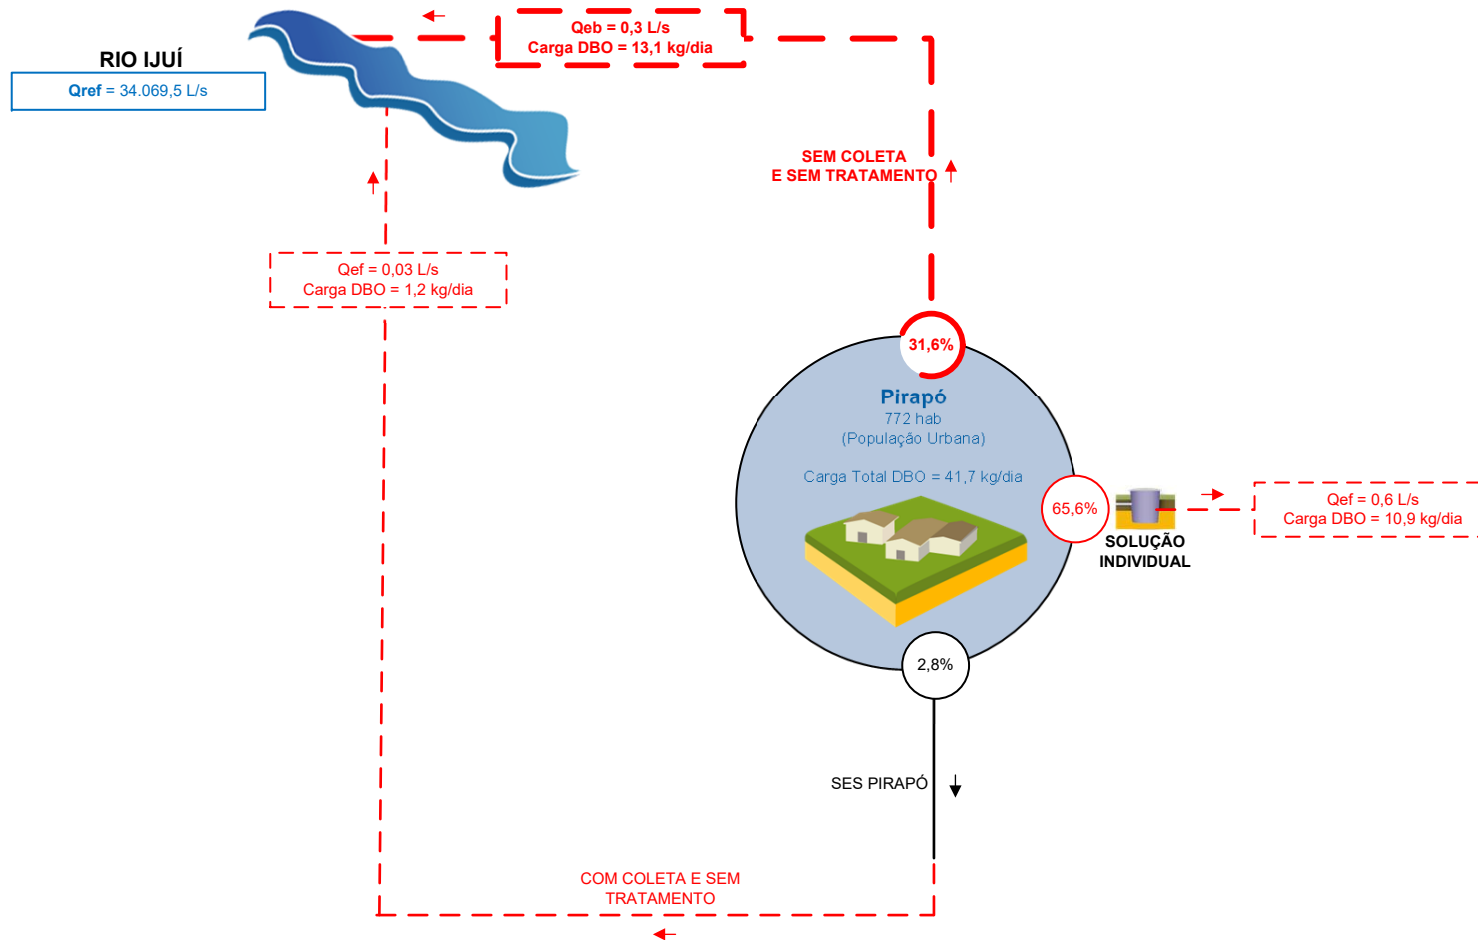 Qeb = 0,3 L/s
Carga DBO = 13,1 kg/dia
RIO IJUÍ
Qref = 34.069,5 L/s
SEM COLETA
E SEM TRATAMENTO
Qef = 0,03 L/s
Carga DBO = 1,2 kg/dia
31,6%
Pirapó
772 hab
(População Urbana)
Carga Total DBO = 41,7 kg/dia
65,6%
Qef = 0,6 L/s
Carga DBO = 10,9 kg/dia
SOLUÇÃO
INDIVIDUAL
2,8%
SES PIRAPÓ
COM COLETA E SEM
TRATAMENTO